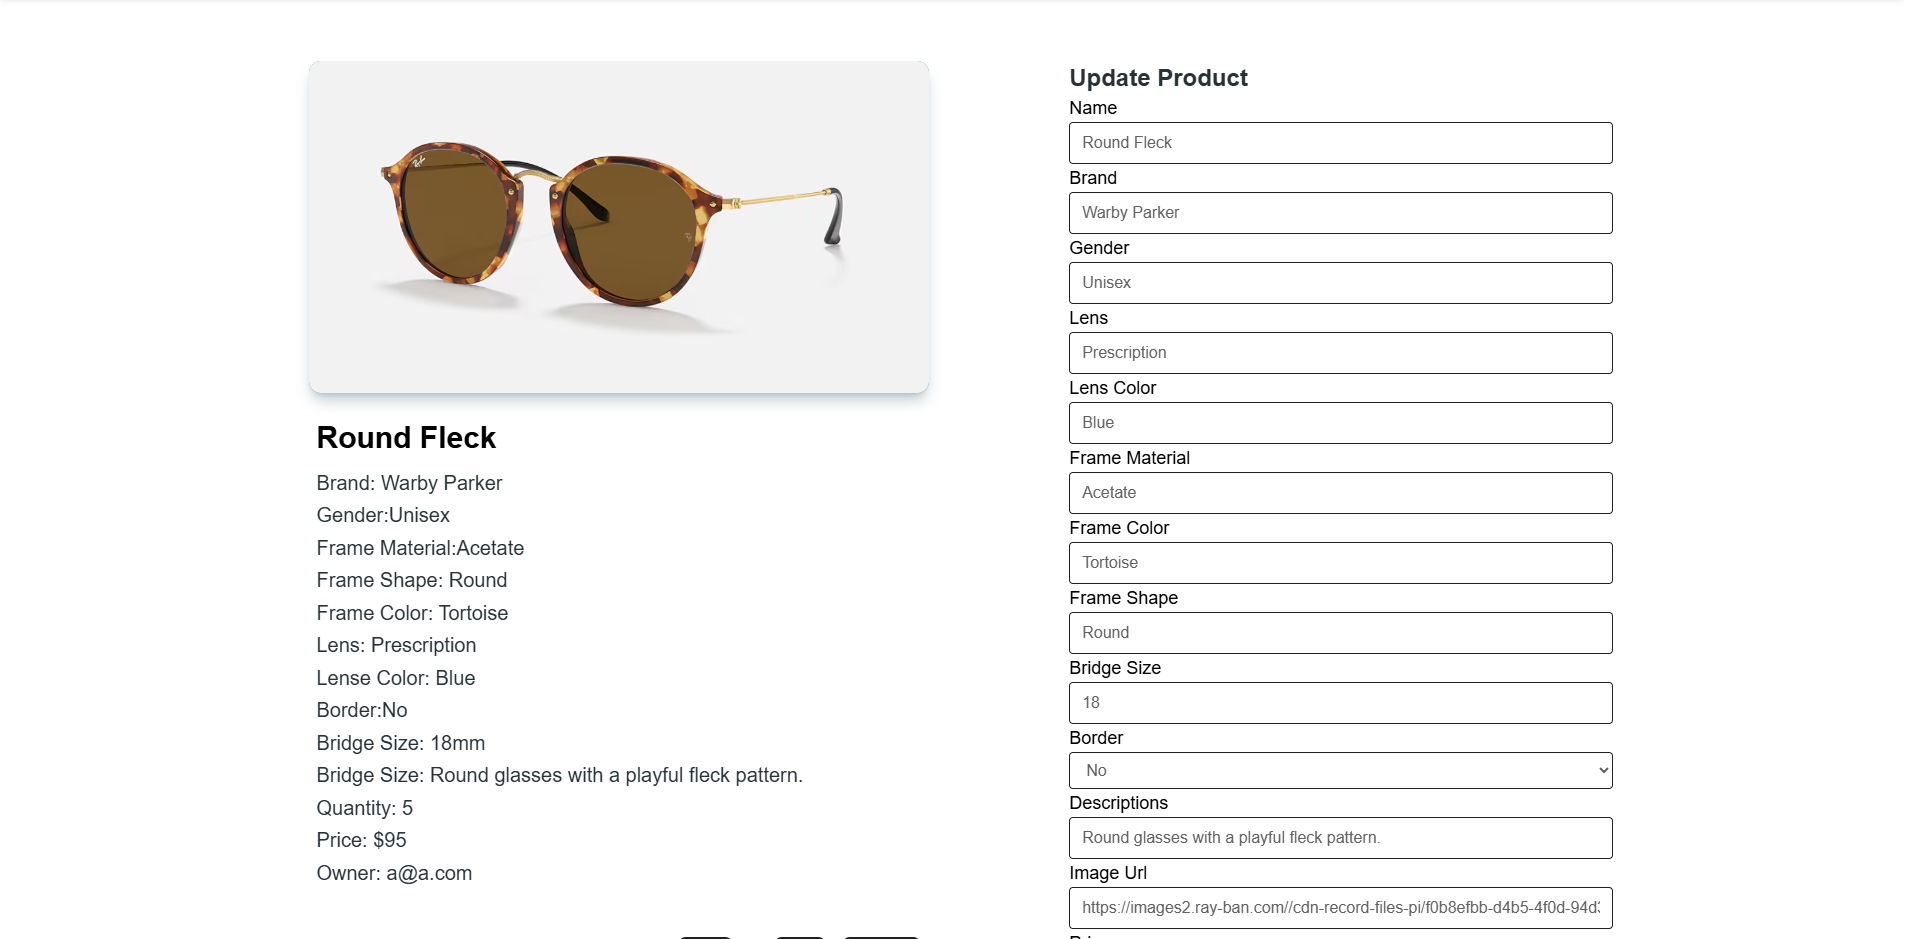 Ray-Ban
Round Fleck
Brand: Warby Parker
Gender:Unisex
Frame Material:Acetate
Frame Shape: Round
Frame Color: Tortoise
Lens: Prescription
Lense Color: Blue
Border:No
Bridge Size: 18mm
Bridge Size: Round glasses with a playful fleck pattern.
Quantity: 5
Price: $95
Owner: a@a.com
Update Product
Name
Round Fleck
Brand
Warby Parker
Gender
Unisex
Lens
Prescription
Lens Color
Blue
Frame Material
Acetate
Frame Color
Tortoise
Frame Shape
Round
Bridge Size
18
Border
No
Descriptions
Round glasses with a playful fleck pattern.
Image Url
https://images2.ray-ban.com//cdn-record-files-pi/f0b8efbb-d4b5-4f0d-94d